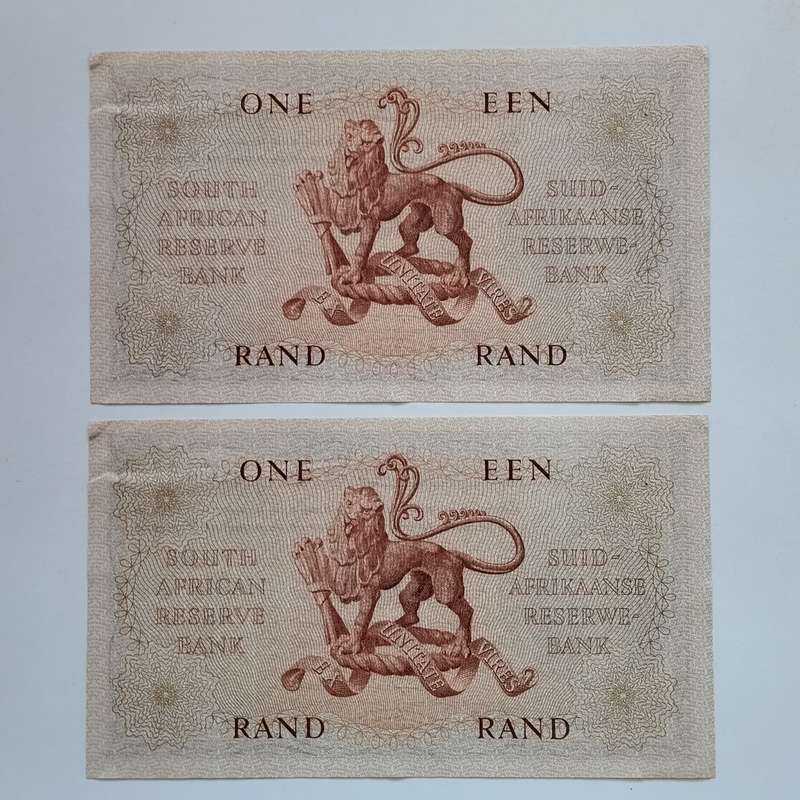 ONE EEN
SOUTH SUID-
AFRICAN AFRIKAANSE
RESERVE RESERWE-
BANK BANK
EX UNITATE VIRES
RAND RAND
ONE EEN
SOUTH SUID-
AFRICAN AFRIKAANSE
RESERVE RESERWE-
BANK BANK
EX UNITATE VIRES
RAND RAND